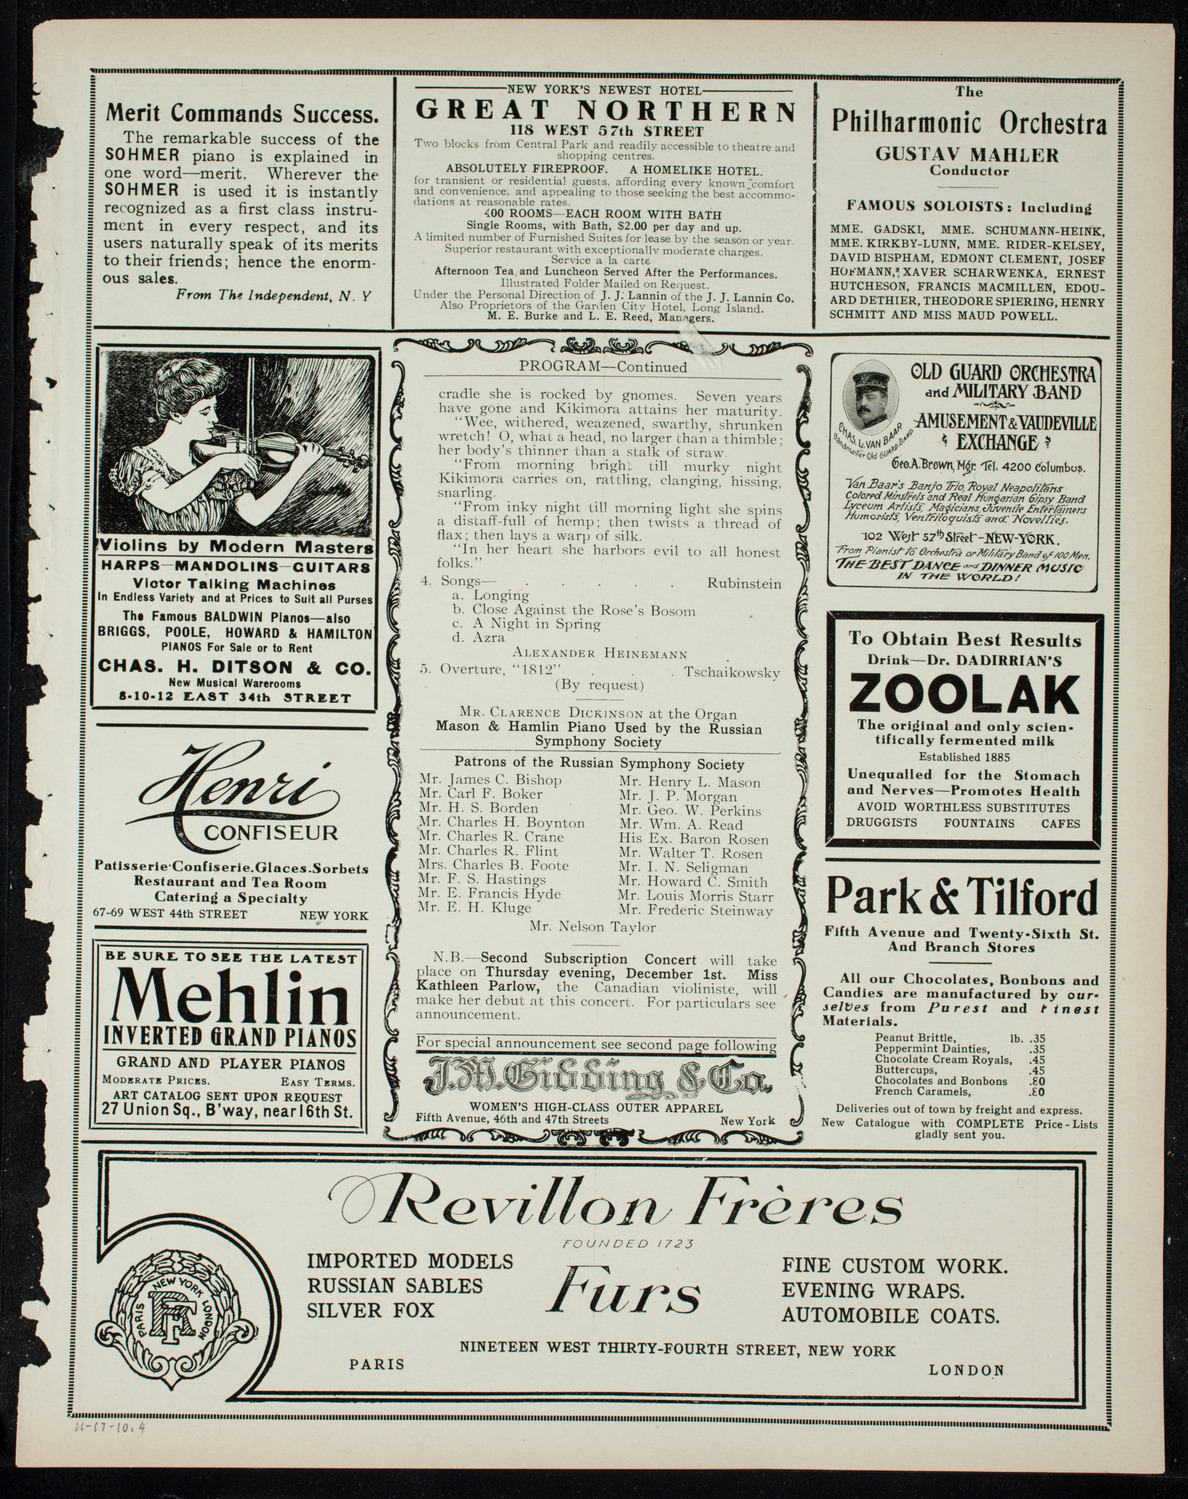 Merit Commands Success.
The remarkable success of the
SOHMER piano is explained in
one word—merit. Wherever the
SOHMER is used it is instantly
recognized as a first class instru-
ment in every respect, and its
users naturally speak of its merits
to their friends; hence the enorm-
ous sales.
From The Independent, N. Y
NEW YORK'S NEWEST HOTEL
GREAT NORTHERN
118 WEST 57th STREET
Two blocks from Central Park and readily accessible to theatre and
shopping centres.
ABSOLUTELY FIREPROOF. A HOMELIKE HOTEL.
for transient or residential guests, affording every known comfort
and convenience; and appealing to those seeking the best accommo-
dations at reasonable rates.
400 ROOMS—EACH ROOM WITH BATH
Single Rooms, with Bath, $2.00 per day and up.
A limited number of Furnished Suites for lease by the season or year.
Superior restaurant with exceptionally moderate charges.
Service a la carte
Afternoon Tea and Luncheon Served After the Performances.
Illustrated Folder Mailed on Request.
Under the Personal Direction of J. J. Lannin of the J. J. Lannin Co.
Also Proprietors of the Garden City Hotel, Long Island.
M. E. Burke and L. E. Reed, Managers.
The
Philharmonic Orchestra
GUSTAV MAHLER
Conductor
FAMOUS SOLOISTS: Including
MME. GADSKI, MME. SCHUMANN-HEINK,
MME. KIRKBY-LUNN, MME. RIDER-KELSEY,
DAVID BISPHAM, EDMONT CLEMENT, JOSEF
HOFMANN, XAVER SCHARWENKA, ERNEST
HUTCHESON, FRANCIS MACMILLEN, EDOU-
ARD DETHIER, THEODORE SPIERING, HENRY
SCHMITT AND MISS MAUD POWELL.
Violins by Modern Masters
HARPS—MANDOLINS—GUITARS
Victor Talking Machines
In Endless Variety and at Prices to Suit all Purses
The Famous BALDWIN Pianos—also
BRIGGS, POOLE, HOWARD & HAMILTON
PIANOS For Sale or to Rent
CHAS. H. DITSON & CO.
New Musical Warerooms
8-10-12 EAST 34th STREET
Henri
CONFISEUR
Patisserie-Confiserie.Glaces.Sorbets
Restaurant and Tea Room
Catering a Specialty
67-69 WEST 44th STREET NEW YORK
BE SURE TO SEE THE LATEST
Mehlin
INVERTED GRAND PIANOS
GRAND AND PLAYER PIANOS
MODERATE PRICES. EASY TERMS.
ART CATALOG SENT UPON REQUEST
27 Union Sq., B'way, near 16th St.
PROGRAM—Continued
cradle she is rocked by gnomes. Seven years
have gone and Kikimora attains her maturity.
"Wee, withered, weazened, swarthy, shrunken
wretch! O, what a head, no larger than a thimble;
her body's thinner than a stalk of straw.
"From morning bright till murky night
Kikimora carries on, rattling, clanging, hissing,
snarling.
"From inky night till morning light she spins
a distaff-full of hemp; then twists a thread of
flax; then lays a warp of silk.
"In her heart she harbors evil to all honest
folks."
4. Songs— . . . . . Rubinstein
a. Longing
b. Close Against the Rose's Bosom
c. A Night in Spring
d. Azra
ALEXANDER HEINEMANN
5. Overture, "1812" . . . Tschaikowsky
(By request)
MR. CLARENCE DICKINSON at the Organ
Mason & Hamlin Piano Used by the Russian
Symphony Society
Patrons of the Russian Symphony Society
Mr. James C. Bishop
Mr. Carl F. Boker
Mr. H. S. Borden
Mr. Charles H. Boynton
Mr. Charles R. Crane
Mr. Charles R. Flint
Mrs. Charles B. Foote
Mr. F. S. Hastings
Mr. E. Francis Hyde
Mr. E. H. Kluge
Mr. Henry L. Mason
Mr. J. P. Morgan
Mr. Geo. W. Perkins
Mr. Wm. A. Read
His Ex. Baron Rosen
Mr. Walter T. Rosen
Mr. I. N. Seligman
Mr. Howard C. Smith
Mr. Louis Morris Starr
Mr. Frederic Steinway
Mr. Nelson Taylor
N.B.—Second Subscription Concert will take
place on Thursday evening, December 1st. Miss
Kathleen Parlow, the Canadian violiniste, will
make her debut at this concert. For particulars see
announcement.
For special announcement see second page following
J.M. Gidding & Co.
WOMEN'S HIGH-CLASS OUTER APPAREL
Fifth Avenue, 46th and 47th Streets New York
CHAS. L. VAN BAAR
Bandmaster Old Guard Band
OLD GUARD ORCHESTRA
and MILITARY BAND
AMUSEMENT & VAUDEVILLE
EXCHANGE
Geo. A. Brown, Mgr. Tel. 4200 Columbus.
Van Baar's Banjo Trio, Royal Neapolitans
Colored Minstrels and Real Hungarian Gipsy Band
Lyceum Artists, Magicians, Juvenile Entertainers
Humorists, Ventriloquists and Novelties.
102 West 57th Street—NEW-YORK.
From Pianist to Orchestra or Military Band of 100 Men.
THE BEST DANCE and DINNER MUSIC
IN THE WORLD!
To Obtain Best Results
Drink—Dr. DADIRRIAN'S
ZOOLAK
The original and only scien-
tifically fermented milk
Established 1885
Unequalled for the Stomach
and Nerves—Promotes Health
AVOID WORTHLESS SUBSTITUTES
DRUGGISTS FOUNTAINS CAFES
Park & Tilford
Fifth Avenue and Twenty-Sixth St.
And Branch Stores
All our Chocolates, Bonbons and
Candies are manufactured by our-
selves from Purest and Finest
Materials.
Peanut Brittle, lb. .35
Peppermint Dainties, .35
Chocolate Cream Royals, .45
Buttercups, .45
Chocolates and Bonbons .80
French Caramels, .80
Deliveries out of town by freight and express.
New Catalogue with COMPLETE Price-Lists
gladly sent you.
Revillon Frères
FOUNDED 1723
Furs
IMPORTED MODELS
RUSSIAN SABLES
SILVER FOX
FINE CUSTOM WORK.
EVENING WRAPS.
AUTOMOBILE COATS.
NINETEEN WEST THIRTY-FOURTH STREET, NEW YORK
PARIS LONDON
PARIS NEW YORK LONDON
RF
11-17-10.4